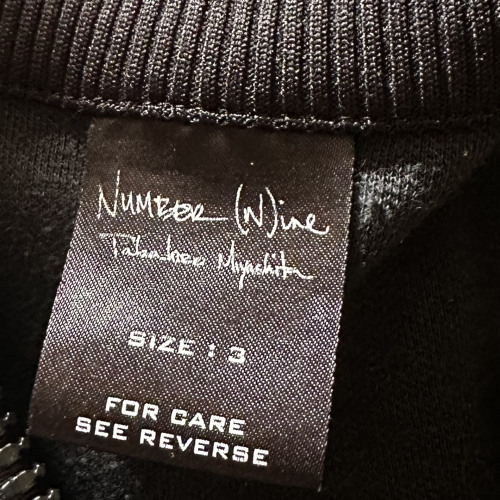 NUMBER (N)ine
Takahiro Miyashita
SIZE : 3
FOR CARE
SEE REVERSE